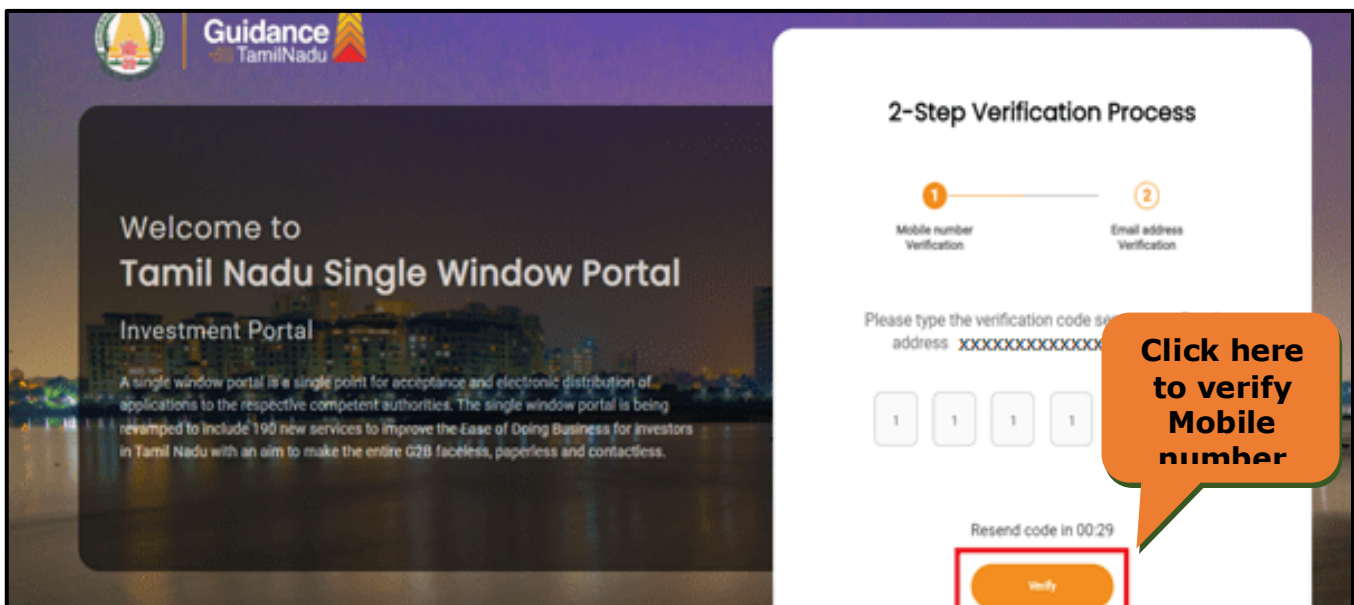 Guidance
TamilNadu
Welcome to
Tamil Nadu Single Window Portal
Investment Portal
A single window portal is a single point for acceptance and electronic distribution of
applications to the respective competent authorities. The single window portal is being
revamped to include 190 new services to improve the Ease of Doing Business for investors
in Tamil Nadu with an aim to make the entire G2B faceless, paperless and contactless.
2-Step Verification Process
1
2
Mobile number
Verification
Email address
Verification
Please type the verification code
address XXXXXXXXXXXXX
1 1 1 1
Click here
to verify
Mobile
number
Resend code in 00:29
Verify